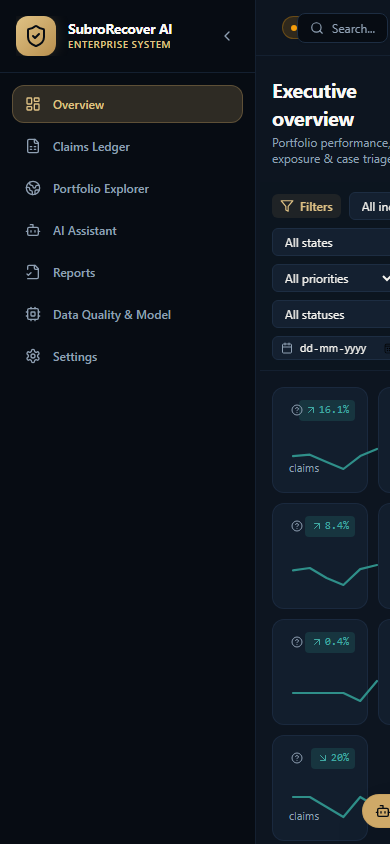 SubroRecover AI
ENTERPRISE SYSTEM
Overview
Claims Ledger
Portfolio Explorer
AI Assistant
Reports
Data Quality & Model
Settings
Search...
Executive
overview
Portfolio performance,
exposure & case triage
Filters
All in
All states
All priorities
All statuses
dd-mm-yyyy
16.1%
claims
8.4%
0.4%
20%
claims